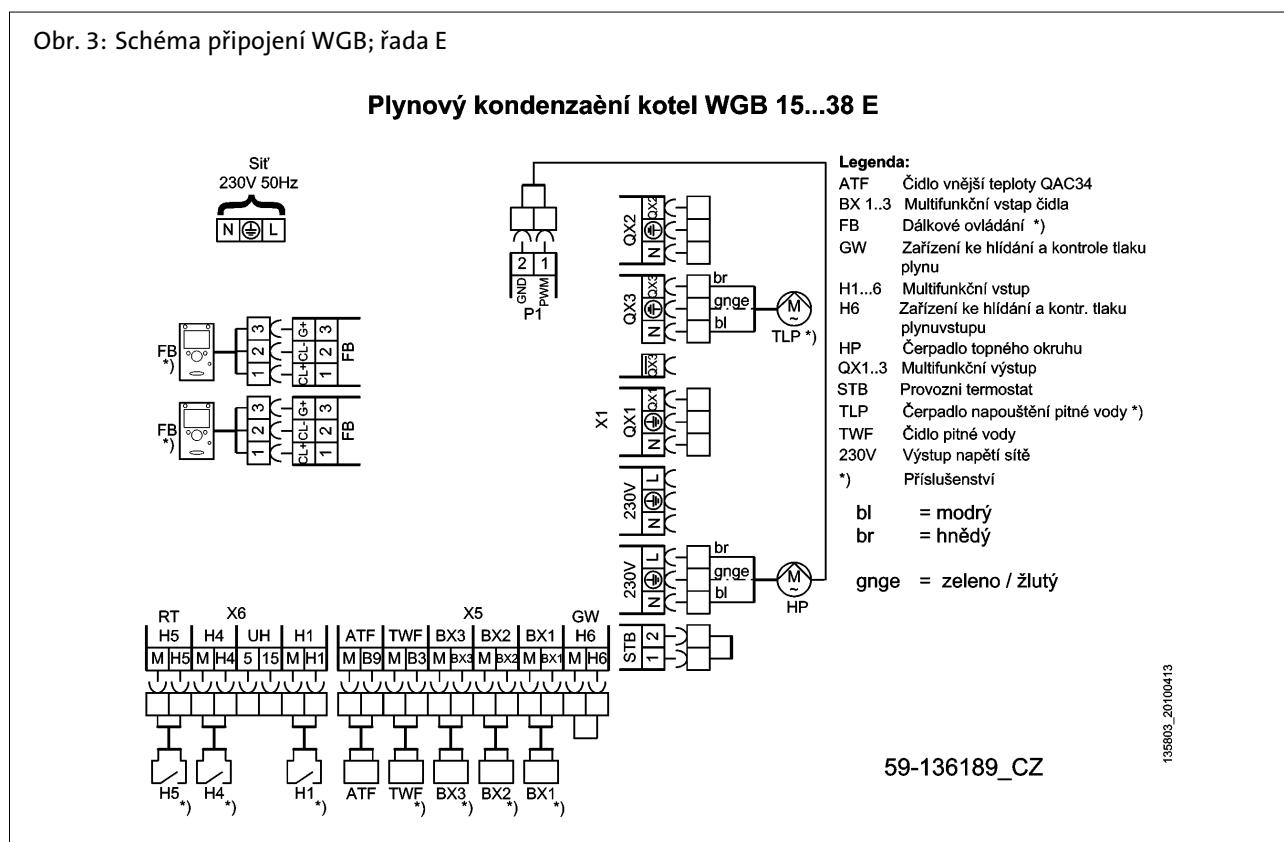 Obr. 3: Schéma připojení WGB; řada E
Plynový kondenzaèní kotel WGB 15...38 E
Síť
230V 50Hz
N L
2 1
GND PWM
P1
FB
*)
3 G+ 3
2 CL- 2
1 CL+ 1
FB
FB
*)
3 G+ 3
2 CL- 2
1 CL+ 1
FB
X1
QX2 QX2
N
QX3 QX3
N
br
gnge
bl
M
~
TLP *)
QX3
QX1 QX1
N
230V L
N
230V L
N
br
gnge
bl
M
~
HP
STB 2
1
Legenda:
ATF Čidlo vnější teploty QAC34
BX 1..3 Multifunkční vstap čidla
FB Dálkové ovládání *)
GW Zařízení ke hlídání a kontrole tlaku
plynu
H1...6 Multifunkční vstup
H6 Zařízení ke hlídání a kontr. tlaku
plynuvstupu
HP Čerpadlo topného okruhu
QX1..3 Multifunkční výstup
STB Provozni termostat
TLP Čerpadlo napouštění pitné vody *)
TWF Čidlo pitné vody
230V Výstup napětí sítě
*) Příslušenství
bl = modrý
br = hnědý
gnge = zeleno / žlutý
RT X6 X5 GW
H5 H4 UH H1 ATF TWF BX3 BX2 BX1 H6
M H5 M H4 5 15 M H1 M B9 M B3 M BX3 M BX2 M BX1 M H6
H5 *) H4 *) H1 *) ATF TWF *) BX3 *) BX2 *) BX1 *)
59-136189_CZ
135803_20100413